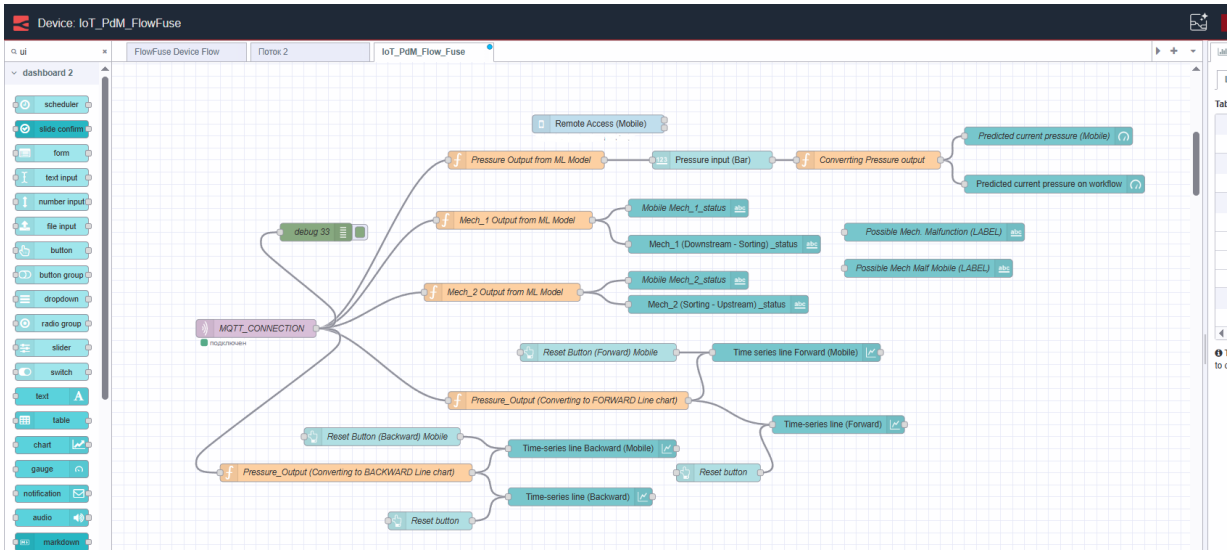 Device: IoT_PdM_FlowFuse
ui
FlowFuse Device Flow
Поток 2
IoT_PdM_Flow_Fuse
dashboard 2
scheduler
slide confirm
form
text input
number input
file input
button
button group
dropdown
radio group
slider
switch
text
table
chart
gauge
notification
audio
markdown
Remote Access (Mobile)
Pressure Output from ML Model
Pressure input (Bar)
Converrting Pressure output
Predicted current pressure (Mobile)
Predicted current pressure on workflow
Mech_1 Output from ML Model
Mobile Mech_1_status
Mech_1 (Downstream - Sorting) _status
debug 33
Possible Mech. Malfunction (LABEL)
Possible Mech Malf Mobile (LABEL)
Mech_2 Output from ML Model
Mobile Mech_2_status
Mech_2 (Sorting - Upstream) _status
MQTT_CONNECTION
подключен
Reset Button (Forward) Mobile
Time series line Forward (Mobile)
Pressure_Output (Converting to FORWARD Line chart)
Time-series line (Forward)
Reset Button (Backward) Mobile
Time-series line Backward (Mobile)
Pressure_Output (Converting to BACKWARD Line chart)
Reset button
Time-series line (Backward)
Reset button